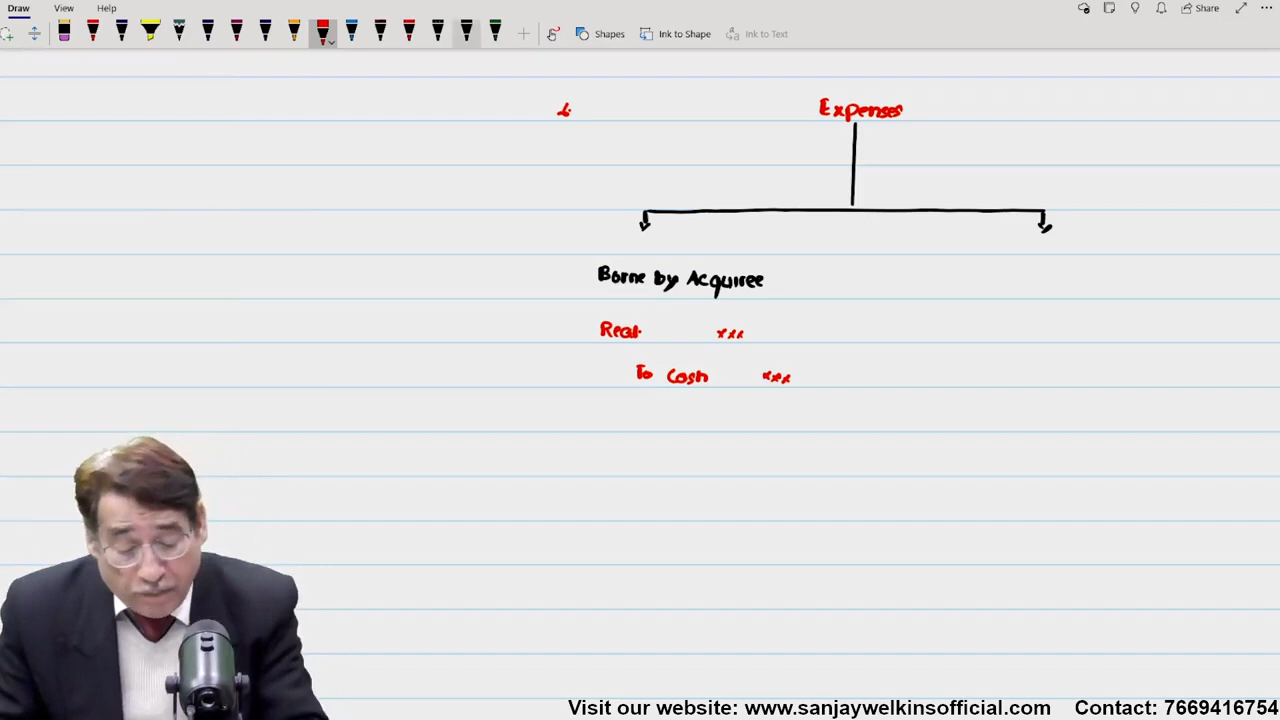 Draw View Help Share
Shapes Ink to Shape Ink to Text
Expenses
Borne by Acquiree
Real. xxx
To Cash xxx
Visit our website: www.sanjaywelkinsofficial.com Contact: 7669416754